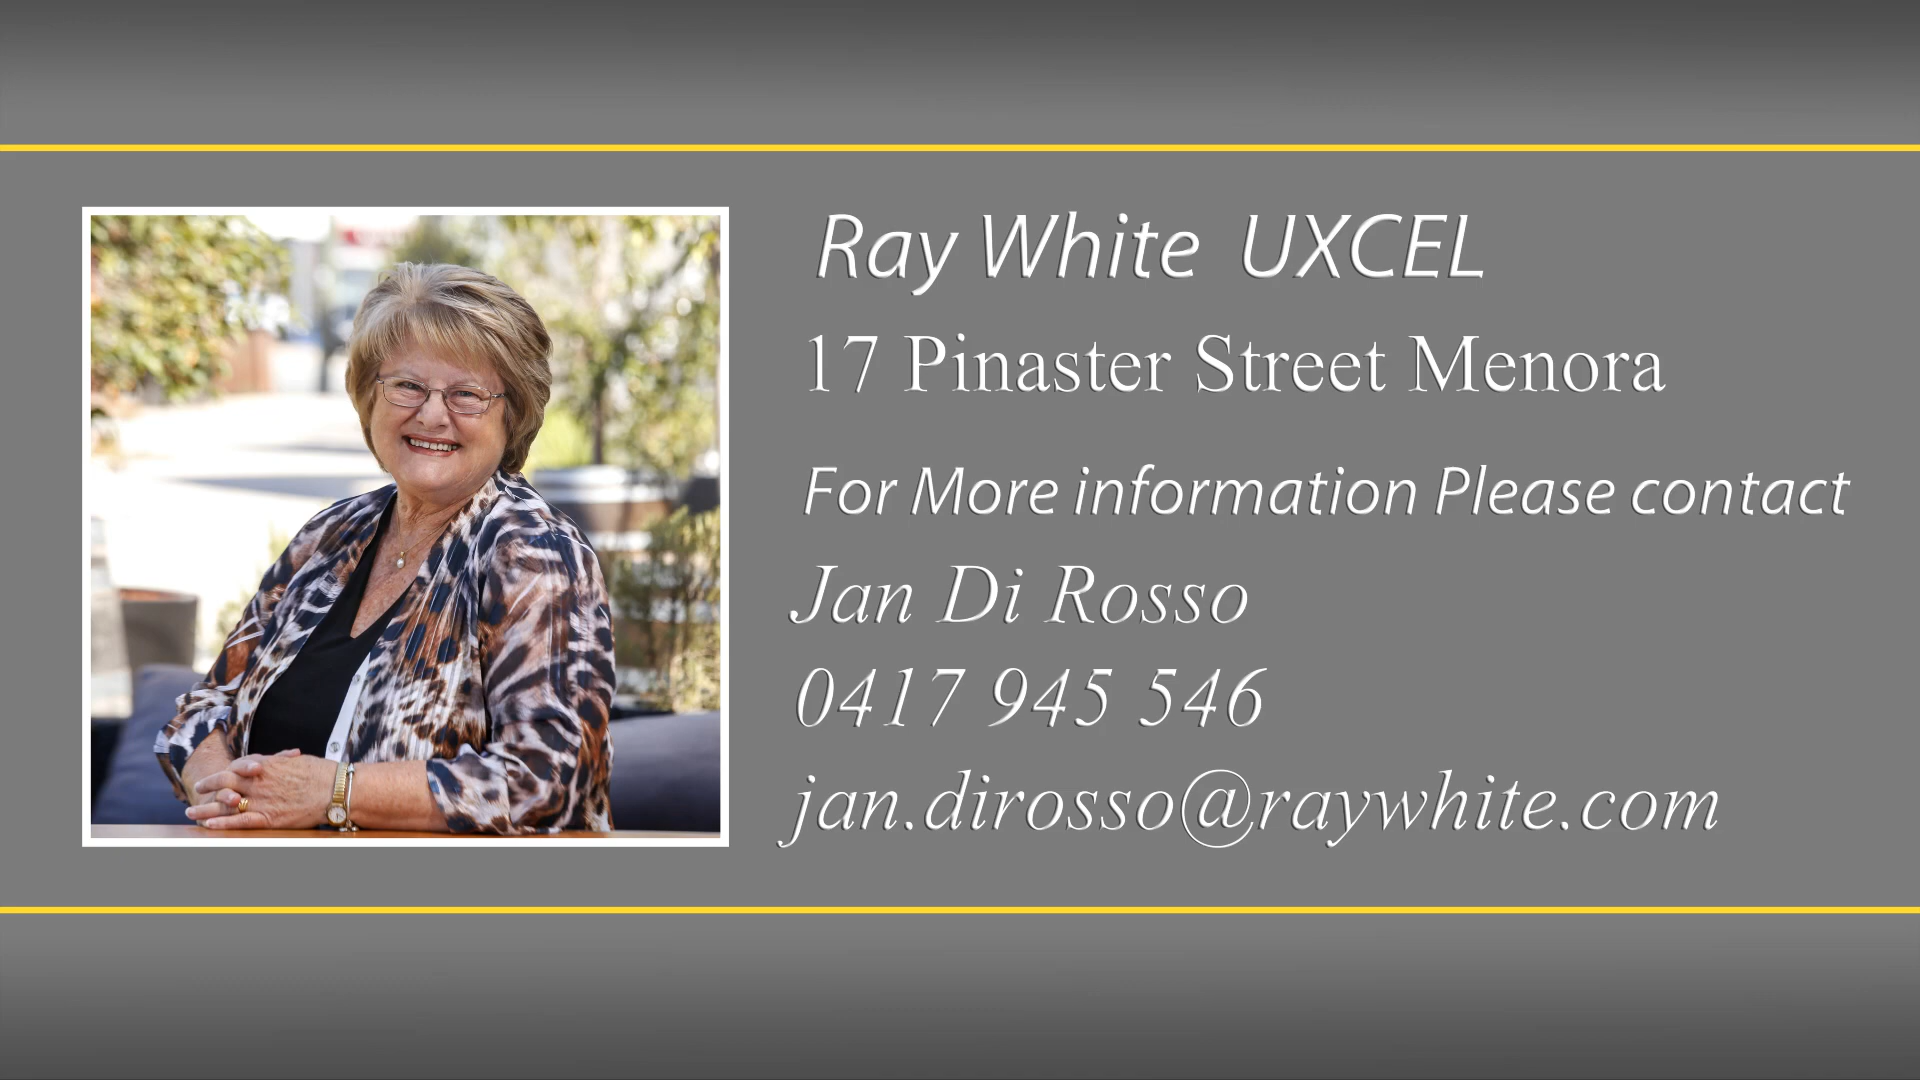 Ray White UXCEL
17 Pinaster Street Menora
For More information Please contact
Jan Di Rosso
0417 945 546
jan.dirosso@raywhite.com